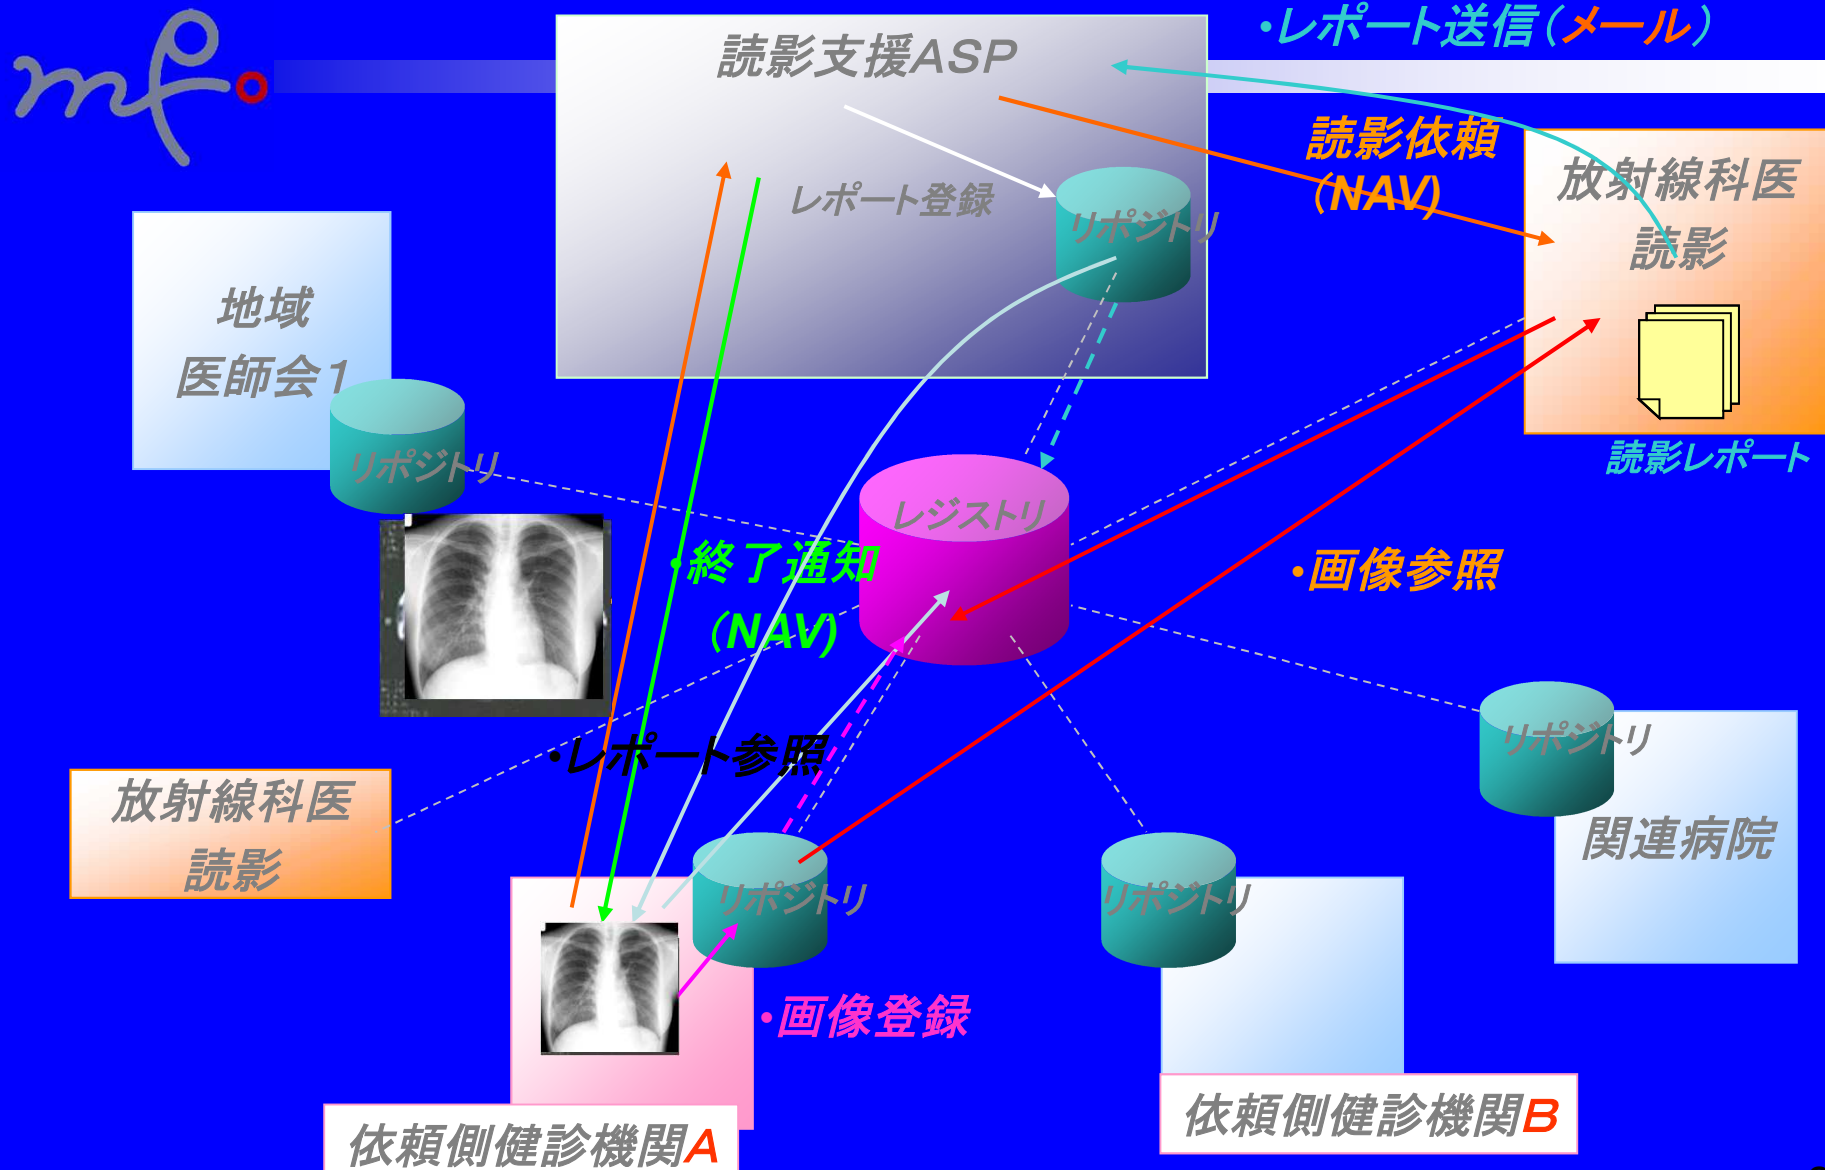 mf
・レポート送信（メール）
読影支援ＡＳＰ
読影依頼
（NAV)
放射線科医
読影
レポート登録
リポジトリ
地域
医師会１
リポジトリ
読影レポート
レジストリ
・終了通知
（NAV)
・画像参照
・レポート参照
リポジトリ
関連病院
放射線科医
読影
リポジトリ
リポジトリ
・画像登録
依頼側健診機関Ａ
依頼側健診機関Ｂ